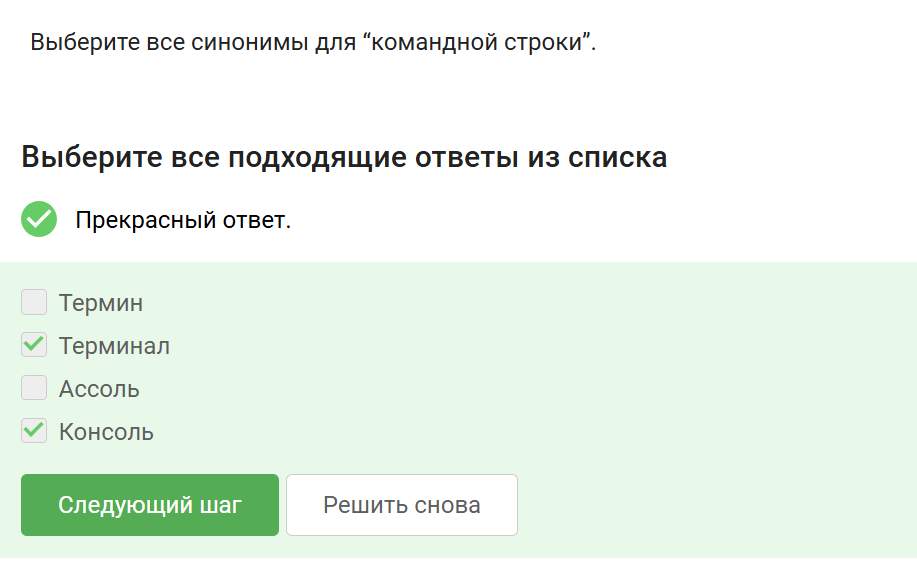 Выберите все синонимы для “командной строки”.
Выберите все подходящие ответы из списка
Прекрасный ответ.
Термин
Терминал
Ассоль
Консоль
Следующий шаг
Решить снова